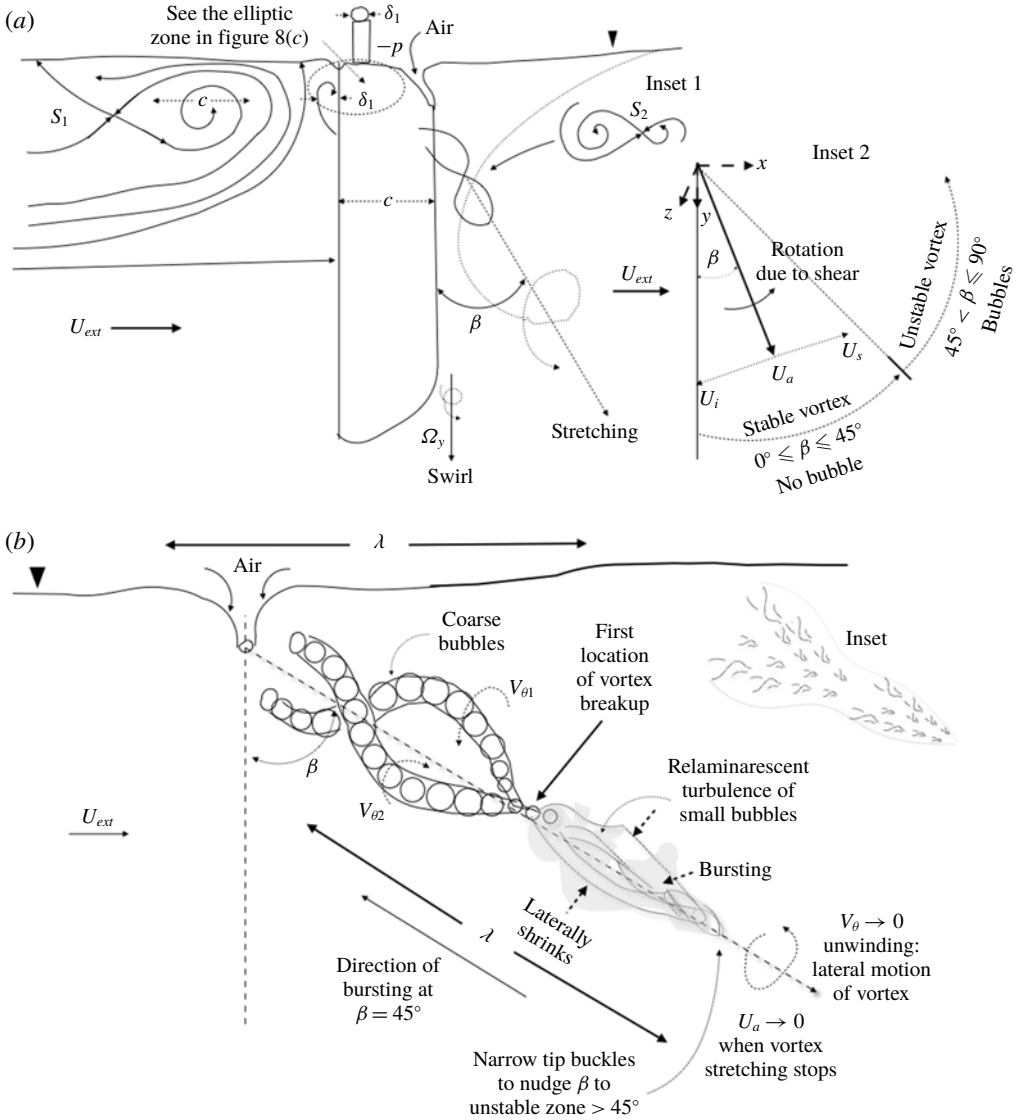 (a)
See the elliptic
zone in figure 8(c)
δ1
−p
Air
S1
c
δ1
Inset 1
S2
Inset 2
x
z
y
c
β
Rotation
due to shear
Uext
Uext
β
Us
Ua
Ui
Unstable vortex
45° < β ⩽ 90°
Bubbles
Stable vortex
0° ⩽ β ⩽ 45°
No bubble
Stretching
Ωy
Swirl
(b)
λ
Air
Coarse
bubbles
First
location
of vortex
breakup
Inset
Vθ1
β
Vθ2
Relaminarescent
turbulence of
small bubbles
Uext
Bursting
Laterally
shrinks
λ
Vθ → 0
unwinding:
lateral motion
of vortex
Direction of
bursting at
β = 45°
Ua → 0
when vortex
stretching stops
Narrow tip buckles
to nudge β to
unstable zone > 45°